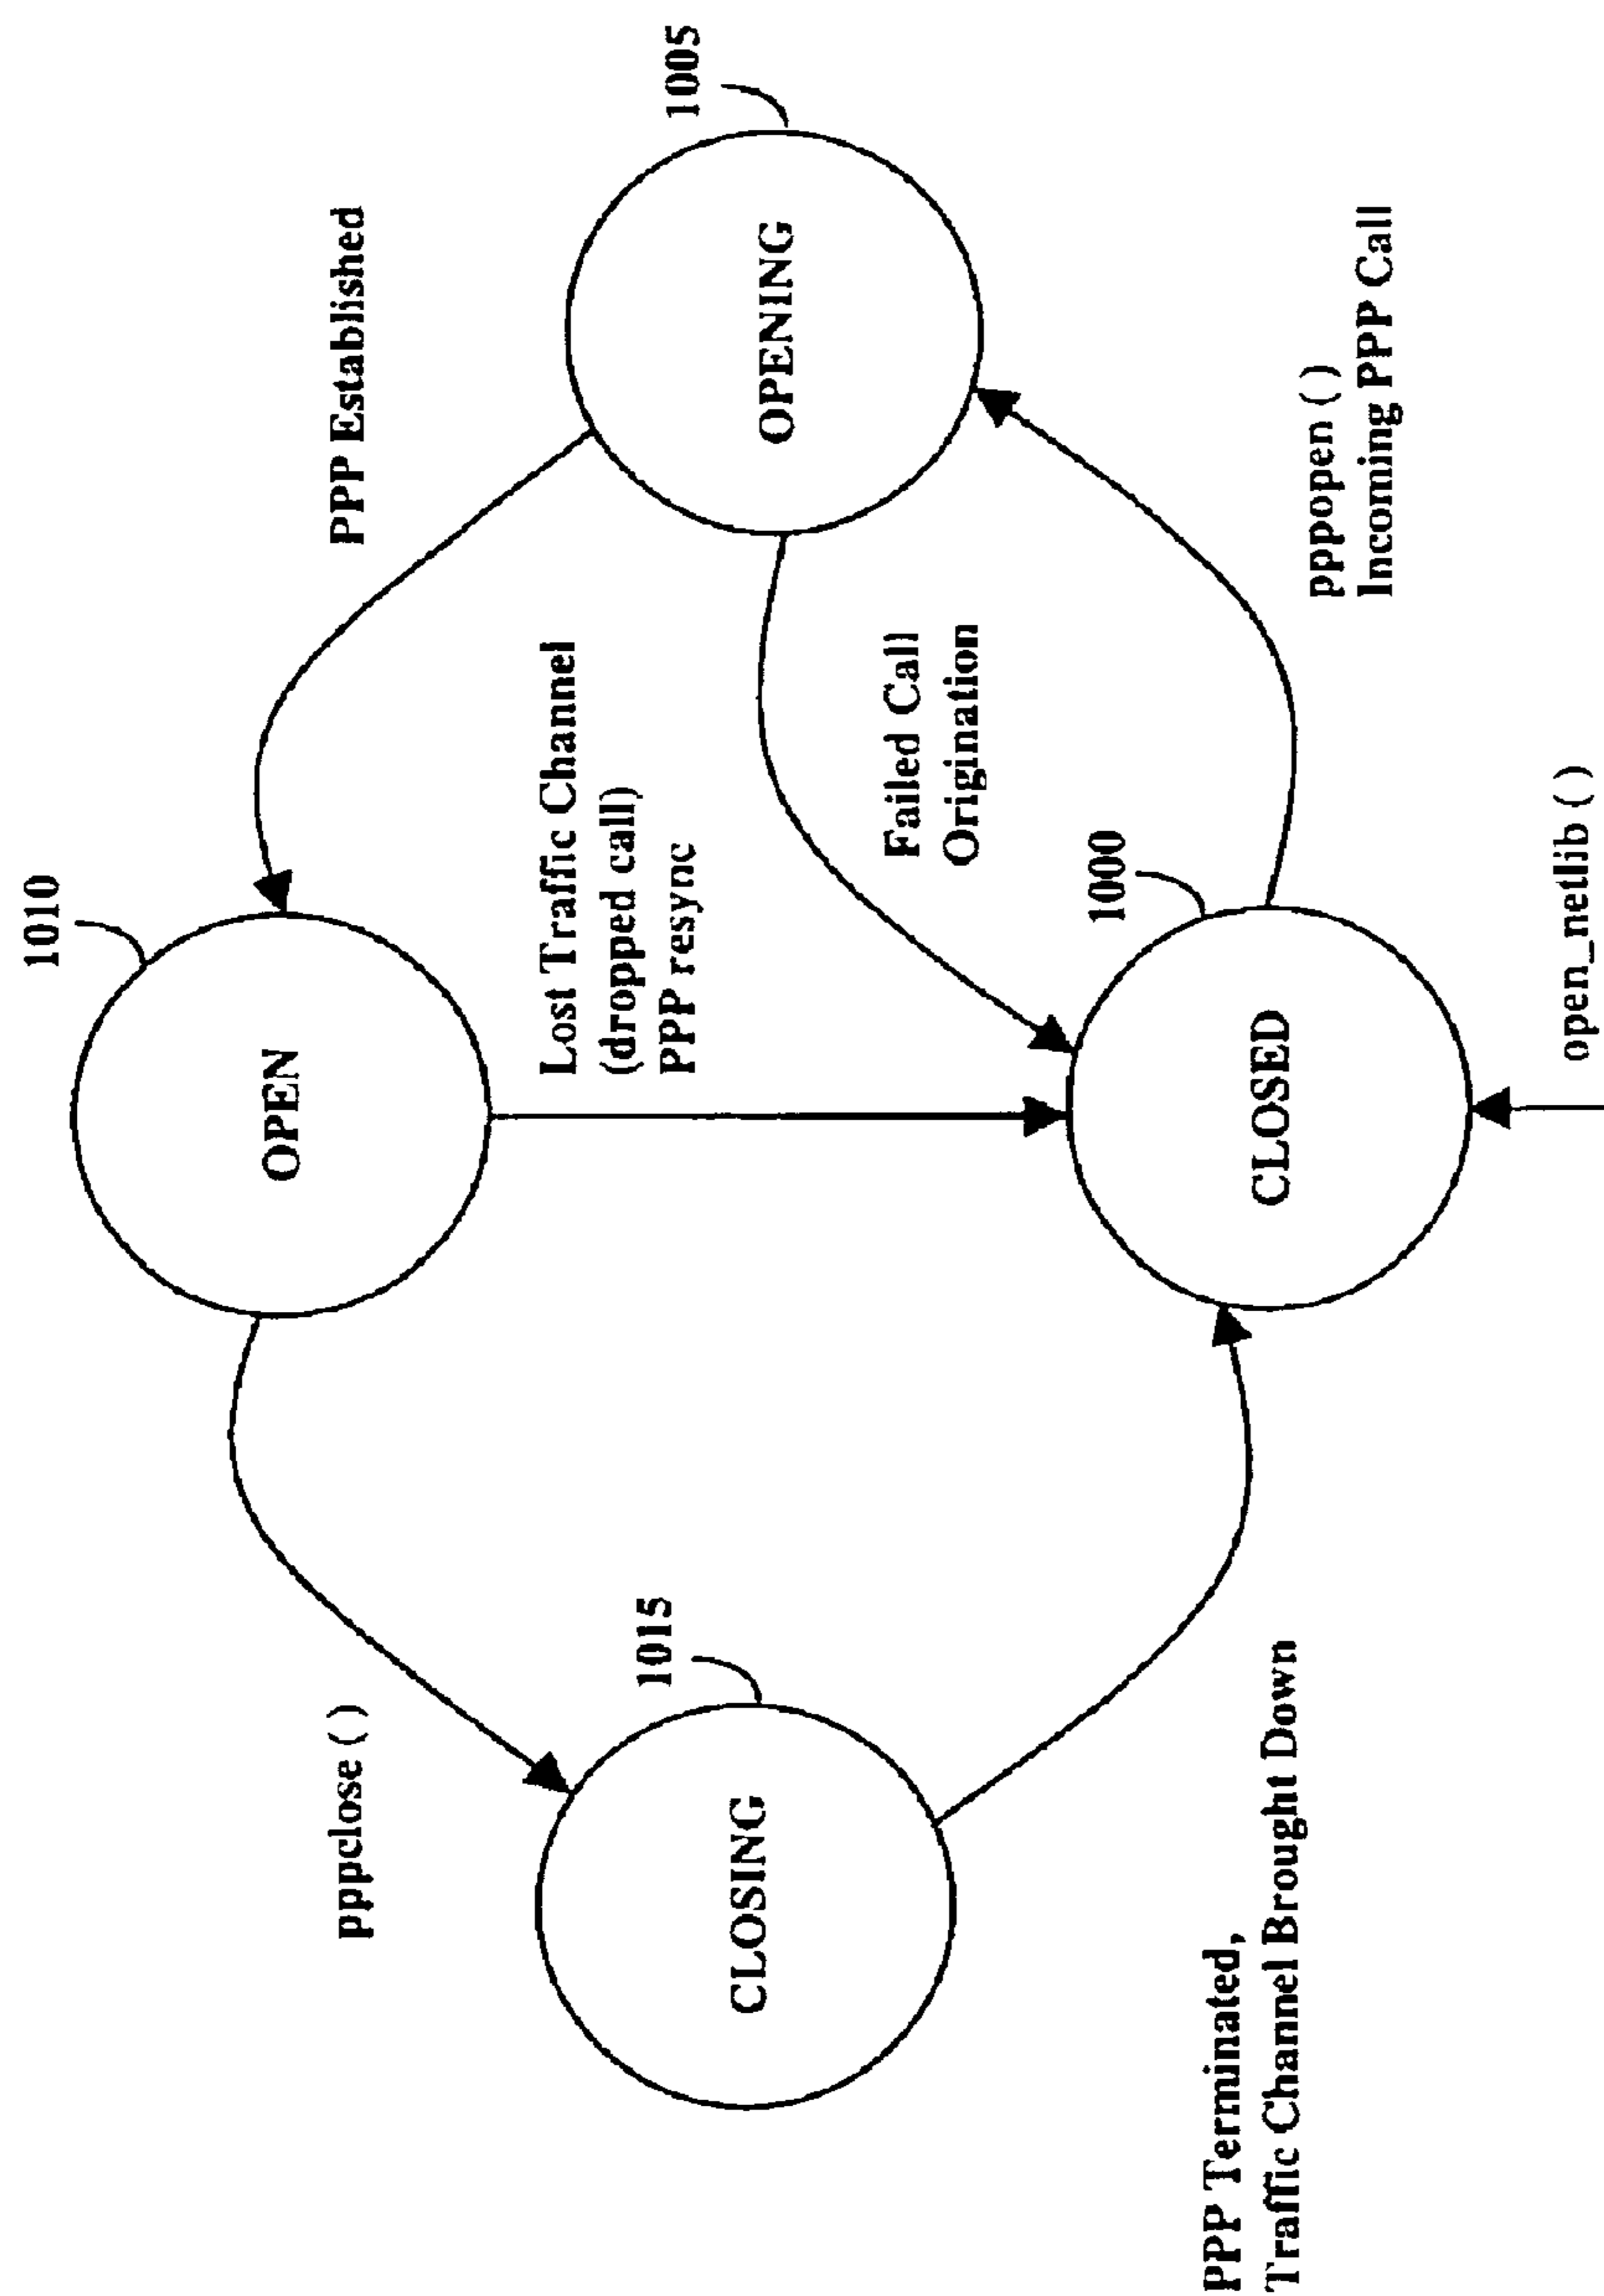 1010
OPEN
pppclose ( )
PPP Established
Lost Traffic Channel
(dropped call)
PPP resync
1015
1005
CLOSING
OPENING
Failed Call
Origination
1000
PPP Terminated,
Traffic Channel Brought Down
CLOSED
pppopen ( )
Incoming PPP Call
open_metlib ( )